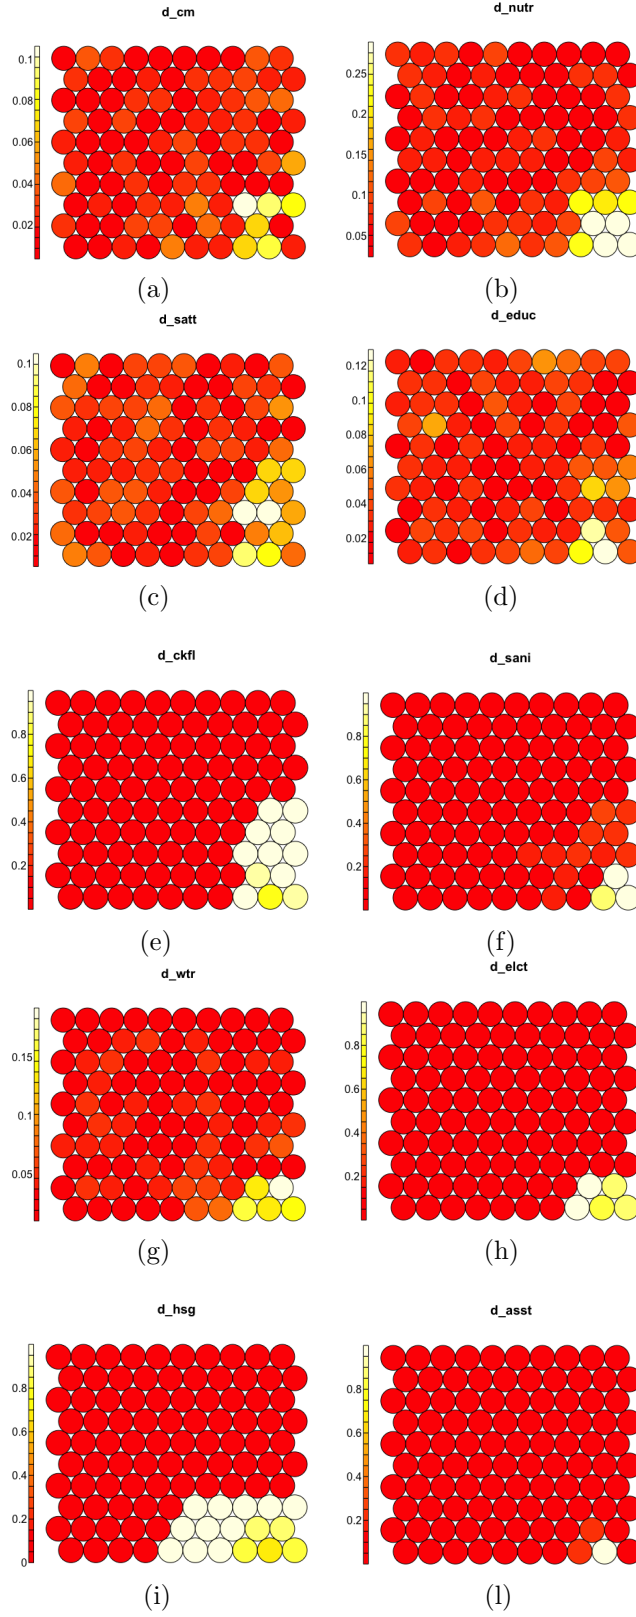 d_cm
0.1
0.08
0.06
0.04
0.02
(a)
d_nutr
0.25
0.2
0.15
0.1
0.05
(b)
d_satt
0.1
0.08
0.06
0.04
0.02
(c)
d_educ
0.12
0.1
0.08
0.06
0.04
0.02
(d)
d_ckfl
0.8
0.6
0.4
0.2
(e)
d_sani
0.8
0.6
0.4
0.2
(f)
d_wtr
0.15
0.1
0.05
(g)
d_elct
0.8
0.6
0.4
0.2
(h)
d_hsg
0.8
0.6
0.4
0.2
0
(i)
d_asst
0.8
0.6
0.4
0.2
(l)